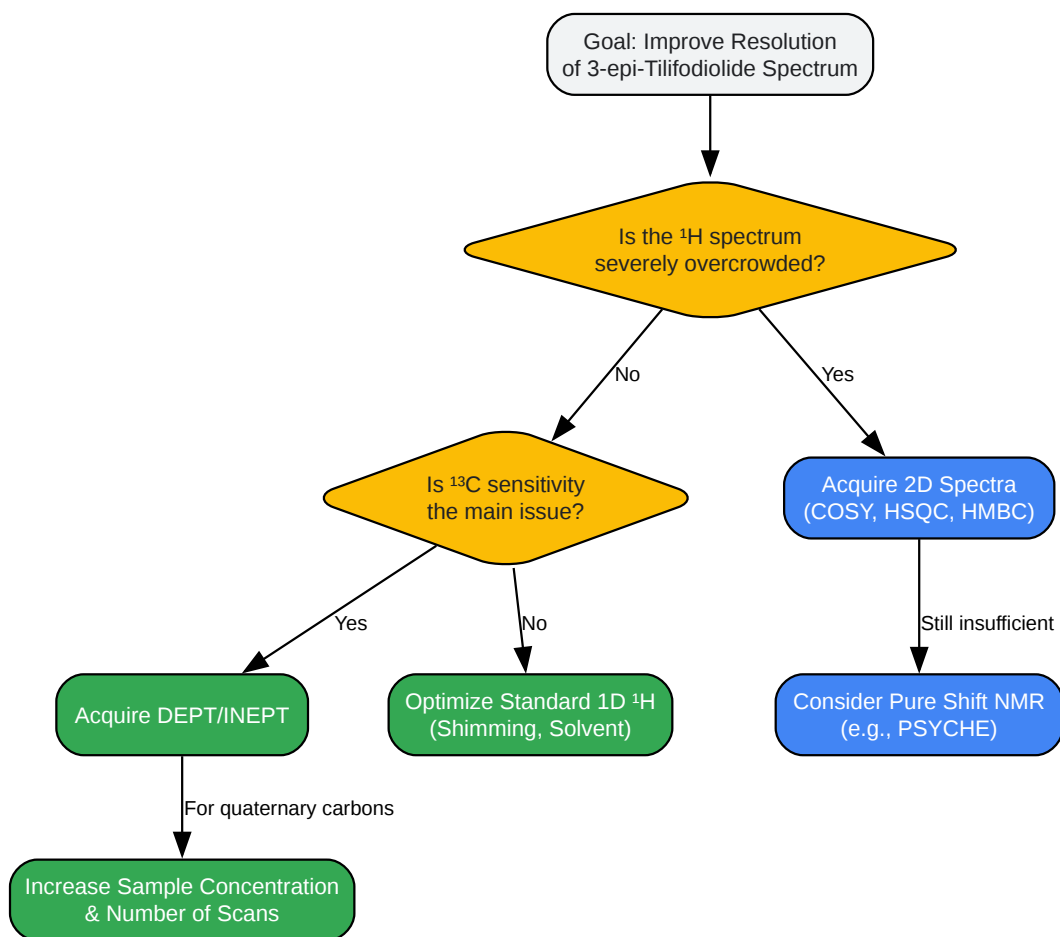 Goal: Improve Resolution
of 3-epi-Tilifodiolide Spectrum
Is the ¹H spectrum
severely overcrowded?
No
Yes
Is ¹³C sensitivity
the main issue?
Acquire 2D Spectra
(COSY, HSQC, HMBC)
Yes
No
Still insufficient
Acquire DEPT/INEPT
Optimize Standard 1D ¹H
(Shimming, Solvent)
Consider Pure Shift NMR
(e.g., PSYCHE)
For quaternary carbons
Increase Sample Concentration
& Number of Scans